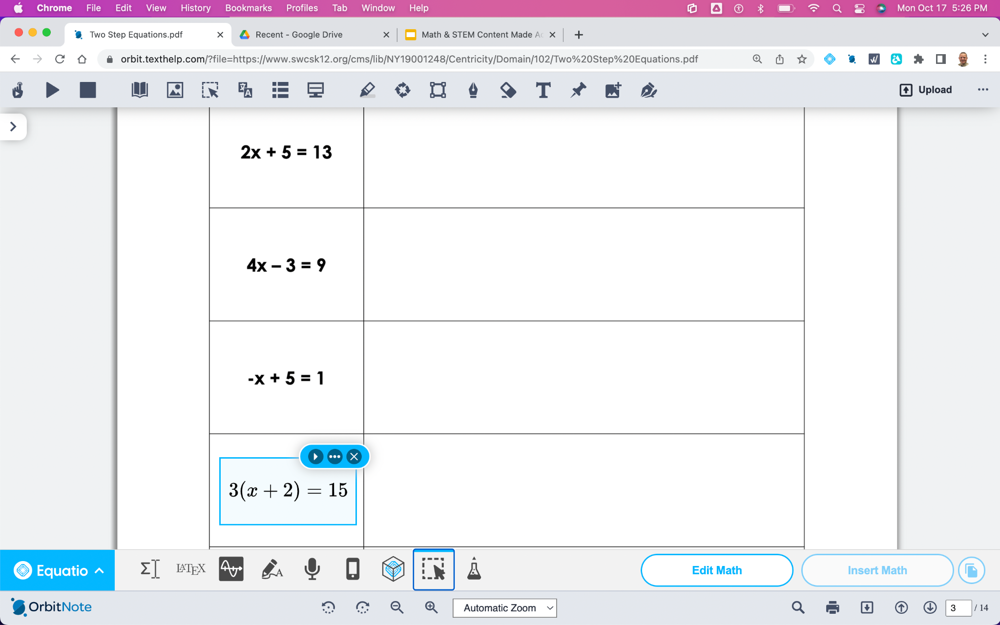 Chrome File Edit View History Bookmarks Profiles Tab Window Help Mon Oct 17 5:26 PM
Two Step Equations.pdf Recent - Google Drive Math & STEM Content Made
orbit.texthelp.com/?file=https://www.swcsk12.org/cms/lib/NY19001248/Centricity/Domain/102/Two%20Step%20Equations.pdf
Upload
2x + 5 = 13
4x – 3 = 9
-x + 5 = 1
3(x + 2) = 15
Equatio LATEX Edit Math Insert Math
OrbitNote Automatic Zoom 3 / 14